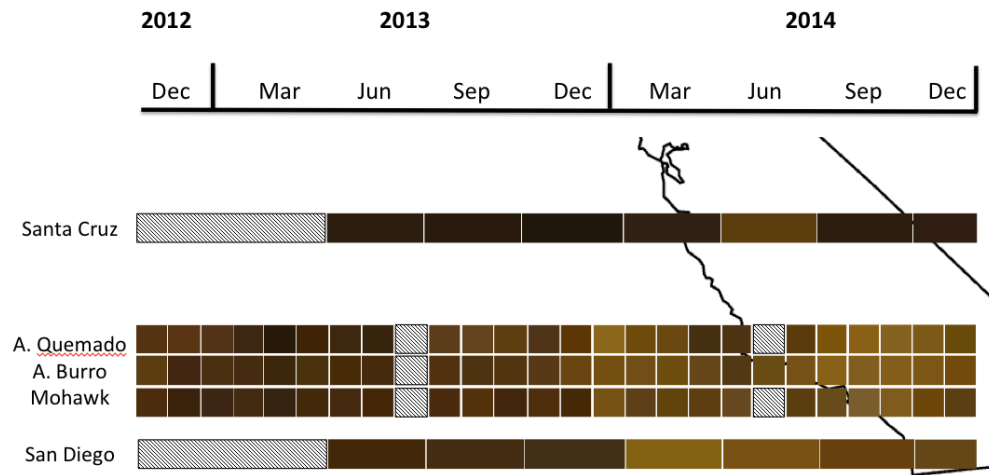 2012 2013 2014
Dec Mar Jun Sep Dec Mar Jun Sep Dec
Santa Cruz
A. Quemado
A. Burro
Mohawk
San Diego